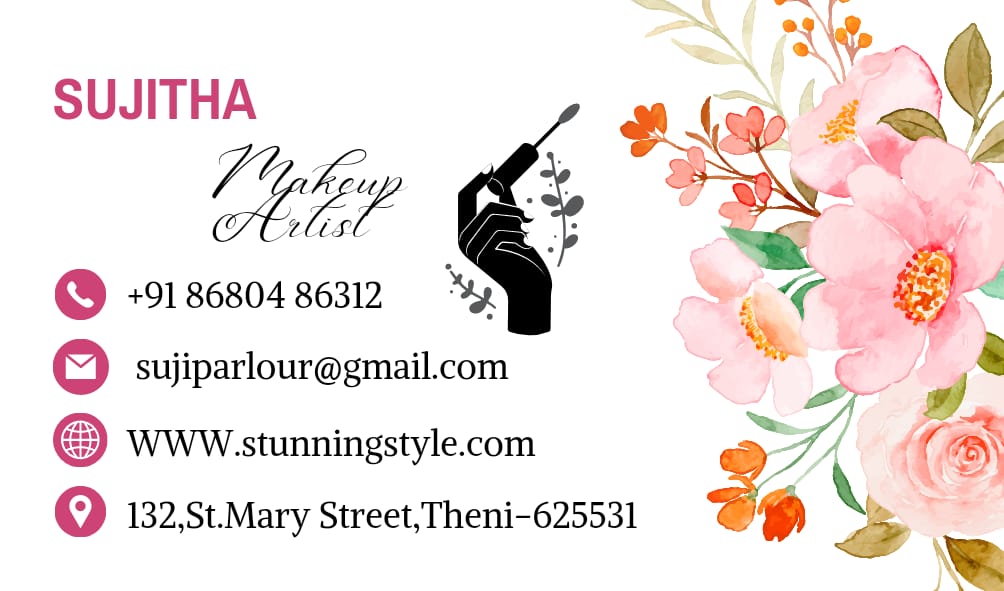 SUJITHA
Makeup
Artist
+91 86804 86312
sujiparlour@gmail.com
WWW.stunningstyle.com
132,St.Mary Street,Theni-625531